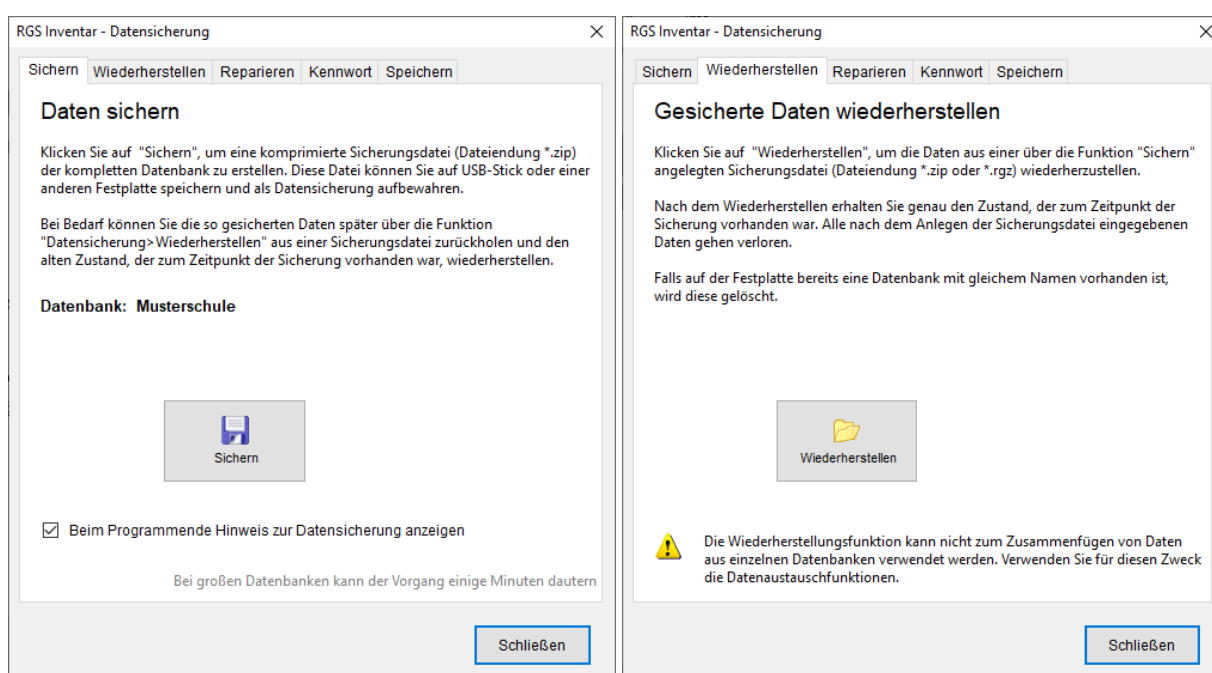 RGS Inventar - Datensicherung
Sichern Wiederherstellen Reparieren Kennwort Speichern
Daten sichern
Klicken Sie auf "Sichern", um eine komprimierte Sicherungsdatei (Dateiendung *.zip)
der kompletten Datenbank zu erstellen. Diese Datei können Sie auf USB-Stick oder einer
anderen Festplatte speichern und als Datensicherung aufbewahren.
Bei Bedarf können Sie die so gesicherten Daten später über die Funktion
"Datensicherung>Wiederherstellen" aus einer Sicherungsdatei zurückholen und den
alten Zustand, der zum Zeitpunkt der Sicherung vorhanden war, wiederherstellen.
Datenbank: Musterschule
Sichern
Beim Programmende Hinweis zur Datensicherung anzeigen
Bei großen Datenbanken kann der Vorgang einige Minuten dautern
Schließen
RGS Inventar - Datensicherung
Sichern Wiederherstellen Reparieren Kennwort Speichern
Gesicherte Daten wiederherstellen
Klicken Sie auf "Wiederherstellen", um die Daten aus einer über die Funktion "Sichern"
angelegten Sicherungsdatei (Dateiendung *.zip oder *.rgz) wiederherzustellen.
Nach dem Wiederherstellen erhalten Sie genau den Zustand, der zum Zeitpunkt der
Sicherung vorhanden war. Alle nach dem Anlegen der Sicherungsdatei eingegebenen
Daten gehen verloren.
Falls auf der Festplatte bereits eine Datenbank mit gleichem Namen vorhanden ist,
wird diese gelöscht.
Wiederherstellen
Die Wiederherstellungsfunktion kann nicht zum Zusammenfügen von Daten
aus einzelnen Datenbanken verwendet werden. Verwenden Sie für diesen Zweck
die Datenaustauschfunktionen.
Schließen